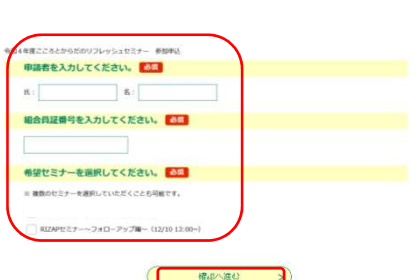 令和4年度こころとからだのリフレッシュセミナー 参加申込
申請者を入力してください。 必須
氏: 名:
組合員証番号を入力してください。 必須
希望セミナーを選択してください。 必須
※ 複数のセミナーを選択していただくことも可能です。
RIZAPセミナー～フォローアップ編～（12/10 13:00~）
確認へ進む >